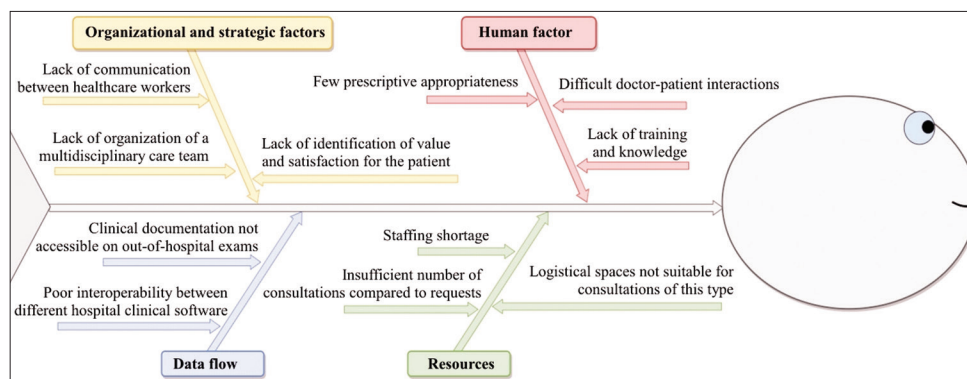 Organizational and strategic factors
Human factor
Lack of communication
between healthcare workers
Few prescriptive appropriateness
Difficult doctor-patient interactions
Lack of organization of a
multidisciplinary care team
Lack of identification of value
and satisfaction for the patient
Lack of training
and knowledge
Clinical documentation not
accessible on out-of-hospital exams
Staffing shortage
Poor interoperability between
different hospital clinical software
Insufficient number of
consultations compared to requests
Logistical spaces not suitable for
consultations of this type
Data flow
Resources